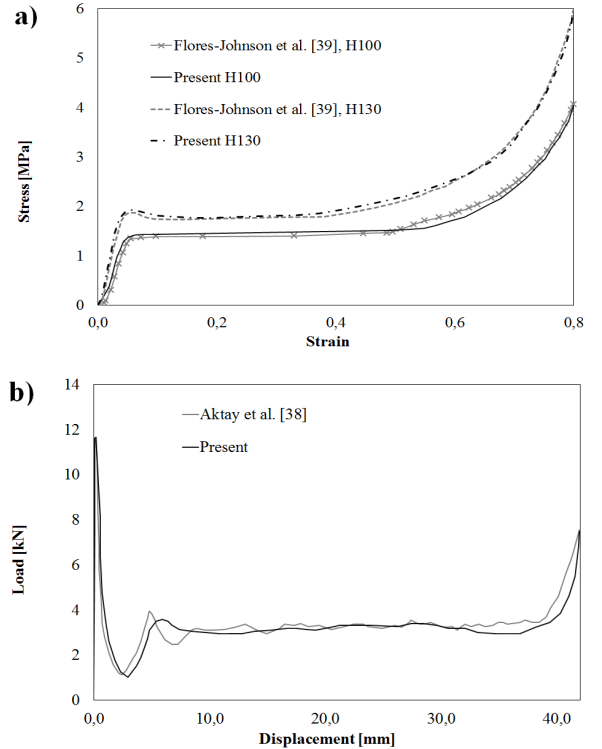 a)
6
5
4
3
2
1
0
Stress [MPa]
Flores-Johnson et al. [39], H100
Present H100
Flores-Johnson et al. [39], H130
Present H130
0,0
0,2
0,4
0,6
0,8
Strain
b)
14
12
10
8
6
4
2
0
Load [kN]
Aktay et al. [38]
Present
0,0
10,0
20,0
30,0
40,0
Displacement [mm]